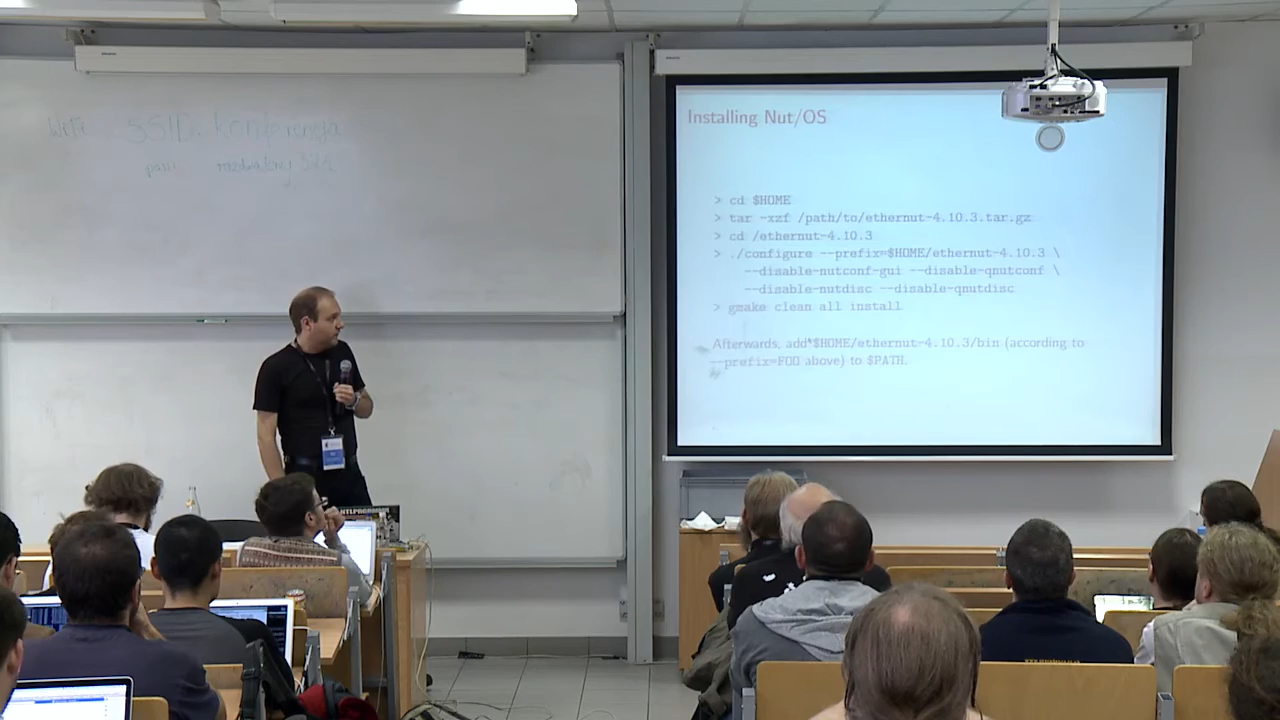 SSID: konferencja
Installing Nut/OS
> cd $HOME
> tar -xzf /path/to/ethernut-4.10.3.tar.gz
> cd /ethernut-4.10.3
> ./configure --prefix=$HOME/ethernut-4.10.3 \
--disable-nutconf-gui --disable-qnutconf \
--disable-nutdisc --disable-qnutdisc
> gmake clean all install
Afterwards, add $HOME/ethernut-4.10.3/bin (according to
--prefix=FOO above) to $PATH.